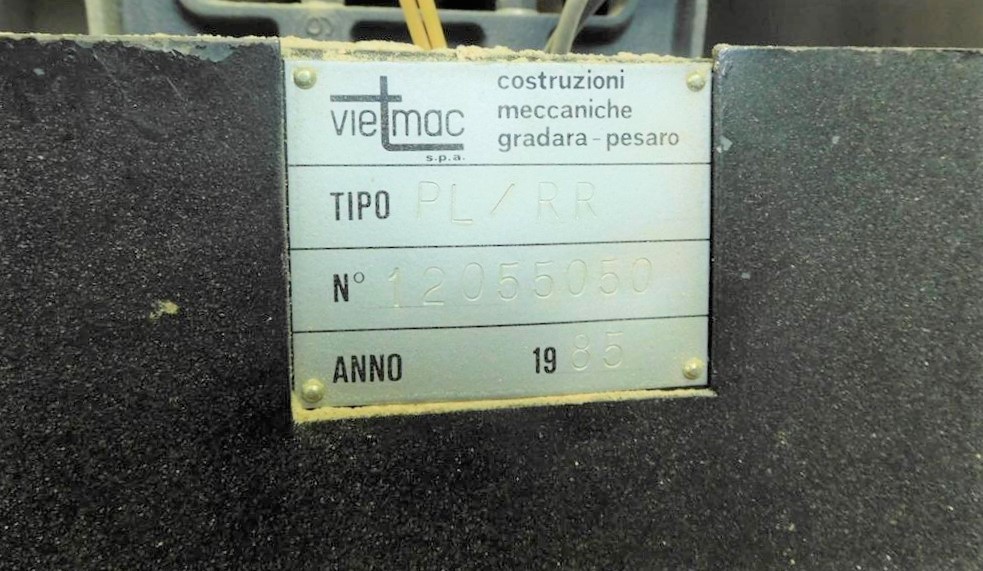 vietmac
s.p.a.
costruzioni
meccaniche
gradara - pesaro
TIPO PL/RR
N° 12055050
ANNO 1985